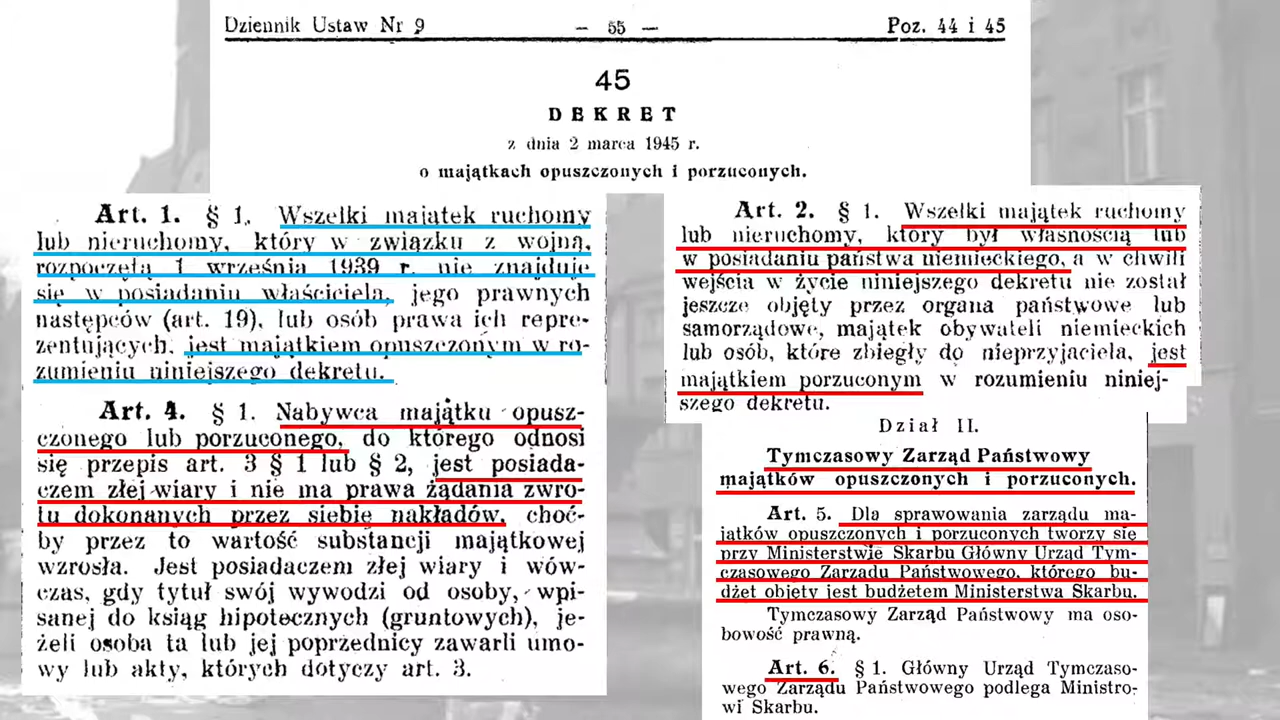 Dziennik Ustaw Nr 9 — 55 — Poz. 44 i 45
45
DEKRET
z dnia 2 marca 1945 r.
o majątkach opuszczonych i porzuconych.
Art. 1. § 1. Wszelki majątek ruchomy
lub nieruchomy, który w związku z wojną,
rozpoczętą 1 września 1939 r. nie znajduje
się w posiadaniu właściciela, jego prawnych
następców (art. 19), lub osób prawa ich repre-
zentujących, jest majątkiem opuszczonym w ro-
zumieniu niniejszego dekretu.
Art. 4. § 1. Nabywca majątku opusz-
czonego lub porzuconego, do którego odnosi
się przepis art. 3 § 1 lub § 2, jest posiada-
czem złej wiary i nie ma prawa żądania zwro-
tu dokonanych przez siebie nakładów, choć-
by przez to wartość substancji majątkowej
wzrosła. Jest posiadaczem złej wiary i wów-
czas, gdy tytuł swój wywodzi od osoby, wpi-
sanej do ksiąg hipotecznych (gruntowych), je-
żeli osoba ta lub jej poprzednicy zawarli umo-
wy lub akty, których dotyczy art. 3.
Art. 2. § 1. Wszelki majątek ruchomy
lub nieruchomy, który był własnością lub
w posiadaniu państwa niemieckiego, a w chwili
wejścia w życie niniejszego dekretu nie został
jeszcze objęty przez organa państwowe lub
samorządowe, majątek obywateli niemieckich
lub osób, które zbiegły do nieprzyjaciela, jest
majątkiem porzuconym w rozumieniu niniej-
szego dekretu.
Dział II.
Tymczasowy Zarząd Państwowy
majątków opuszczonych i porzuconych.
Art. 5. Dla sprawowania zarządu ma-
jątków opuszczonych i porzuconych tworzy się
przy Ministerstwie Skarbu Główny Urząd Tym-
czasowego Zarządu Państwowego, którego bu-
dżet objęty jest budżetem Ministerstwa Skarbu.
Tymczasowy Zarząd Państwowy ma oso-
bowość prawną.
Art. 6. § 1. Główny Urząd Tymczaso-
wego Zarządu Państwowego podlega Ministro-
wi Skarbu.